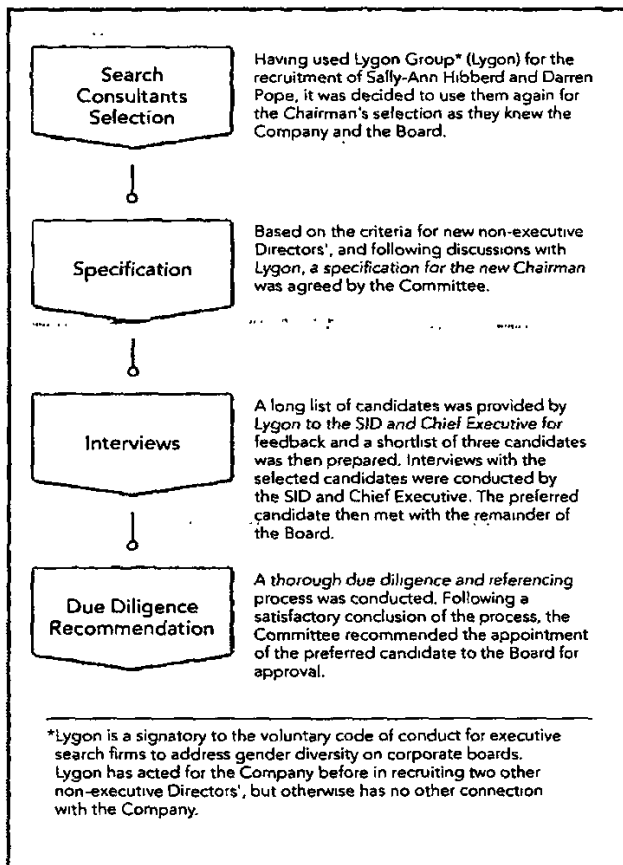 Search
Consultants
Selection
Having used Lygon Group* (Lygon) for the
recruitment of Sally-Ann Hibberd and Darren
Pope, it was decided to use them again for
the Chairman's selection as they knew the
Company and the Board.
Specification
Based on the criteria for new non-executive
Directors', and following discussions with
Lygon, a specification for the new Chairman
was agreed by the Committee.
Interviews
A long list of candidates was provided by
Lygon to the SID and Chief Executive for
feedback and a shortlist of three candidates
was then prepared. Interviews with the
selected candidates were conducted by
the SID and Chief Executive. The preferred
candidate then met with the remainder of
the Board.
Due Diligence
Recommendation
A thorough due diligence and referencing
process was conducted. Following a
satisfactory conclusion of the process, the
Committee recommended the appointment
of the preferred candidate to the Board for
approval.
*Lygon is a signatory to the voluntary code of conduct for executive
search firms to address gender diversity on corporate boards.
Lygon has acted for the Company before in recruiting two other
non-executive Directors', but otherwise has no other connection
with the Company.